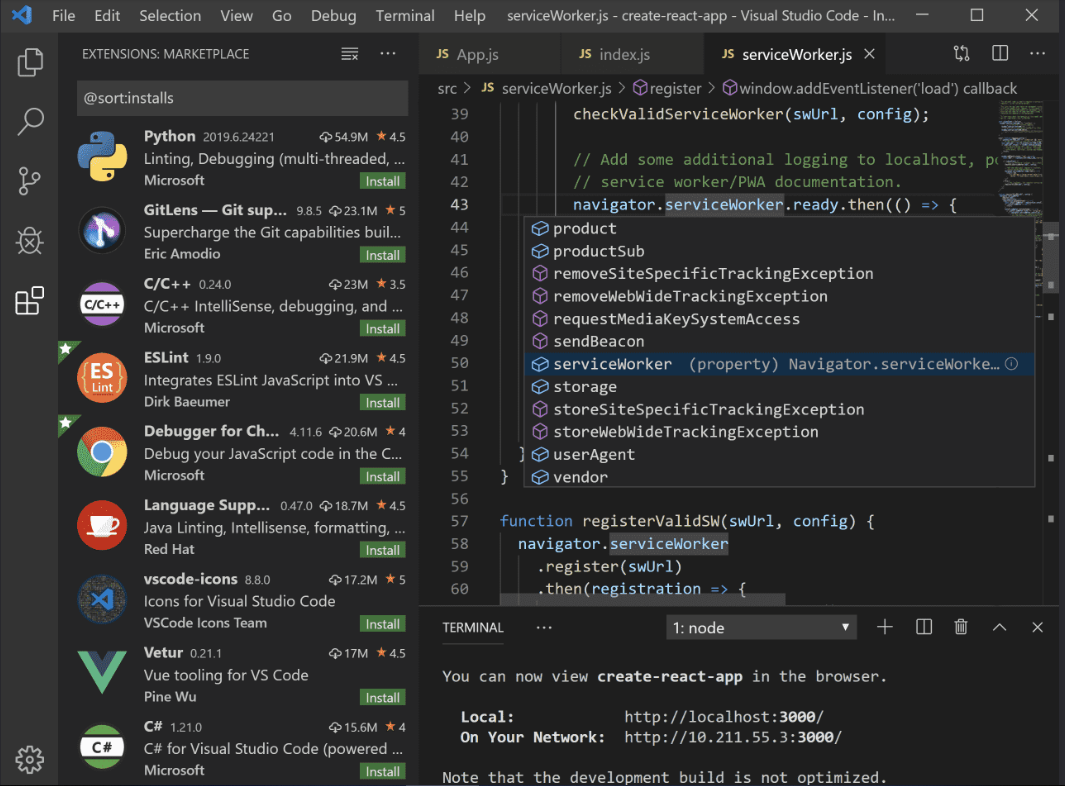 File Edit Selection View Go Debug Terminal Help serviceWorker.js - create-react-app - Visual Studio Code - In...
EXTENSIONS: MARKETPLACE
@sort:installs
Python 2019.6.24221 54.9M ★ 4.5
Linting, Debugging (multi-threaded, ...
Microsoft Install
GitLens — Git sup... 9.8.5 23.1M ★ 5
Supercharge the Git capabilities buil...
Eric Amodio Install
C/C++
C/C++ 0.24.0 23M ★ 3.5
C/C++ IntelliSense, debugging, and ...
Microsoft Install
ES Lint
ESLint 1.9.0 21.9M ★ 4.5
Integrates ESLint JavaScript into VS ...
Dirk Baeumer Install
Debugger for Ch... 4.11.6 20.6M ★ 4
Debug your JavaScript code in the C...
Microsoft Install
Language Supp... 0.47.0 18.7M ★ 4.5
Java Linting, Intellisense, formatting, ...
Red Hat Install
vscode-icons 8.8.0 17.2M ★ 5
Icons for Visual Studio Code
VSCode Icons Team Install
Vetur 0.21.1 17M ★ 4.5
Vue tooling for VS Code
Pine Wu Install
C#
C# 1.21.0 15.6M ★ 4
C# for Visual Studio Code (powered ...
Microsoft Install
JS App.js JS index.js JS serviceWorker.js
src > JS serviceWorker.js > register > window.addEventListener('load') callback
39 checkValidServiceWorker(swUrl, config);
40
41 // Add some additional logging to localhost, po
42 // service worker/PWA documentation.
43 navigator.serviceWorker.ready.then(() => {
44 product
45 productSub
46 removeSiteSpecificTrackingException
47 removeWebWideTrackingException
48 requestMediaKeySystemAccess
49 sendBeacon
50 serviceWorker (property) Navigator.serviceWorke...
51 storage
52 storeSiteSpecificTrackingException
53 storeWebWideTrackingException
54 } userAgent
55 } vendor
56
57 function registerValidSW(swUrl, config) {
58 navigator.serviceWorker
59 .register(swUrl)
60 .then(registration => {
TERMINAL ... 1: node
You can now view create-react-app in the browser.
Local: http://localhost:3000/
On Your Network: http://10.211.55.3:3000/
Note that the development build is not optimized.